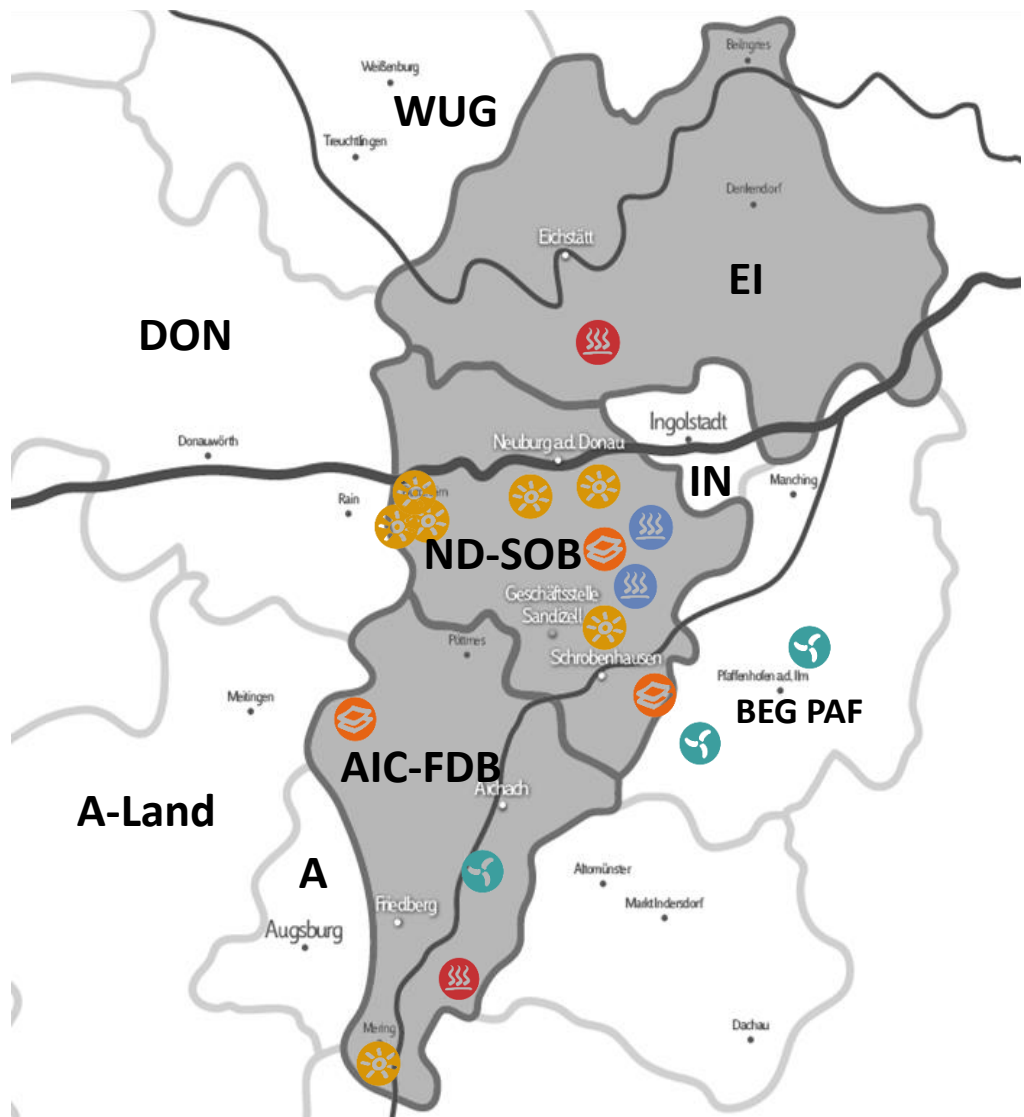 Beilngries
Weißenburg
WUG
Treuchtlingen
Denkendorf
Eichstätt
EI
DON
Ingolstadt
Donauwörth
Neuburg a.d. Donau
IN
Manching
Rain
ND-SOB
Geschäftsstelle
Sandizell
Pöttmes
Schrobenhausen
Pfaffenhofen a.d. Ilm
Meitingen
BEG PAF
AIC-FDB
A-Land
Aichach
A
Altomünster
Friedberg
Markt Indersdorf
Augsburg
Mering
Dachau